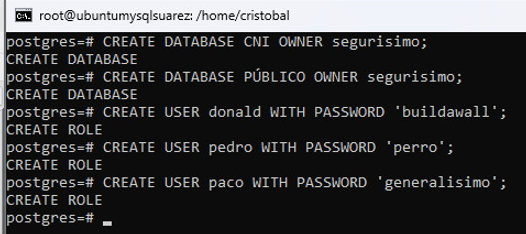 root@ubuntumysqlsuarez: /home/cristobal
postgres=# CREATE DATABASE CNI OWNER segurisimo;
CREATE DATABASE
postgres=# CREATE DATABASE PÚBLICO OWNER segurisimo;
CREATE DATABASE
postgres=# CREATE USER donald WITH PASSWORD 'buildawall';
CREATE ROLE
postgres=# CREATE USER pedro WITH PASSWORD 'perro';
CREATE ROLE
postgres=# CREATE USER paco WITH PASSWORD 'generalisimo';
CREATE ROLE
postgres=# _